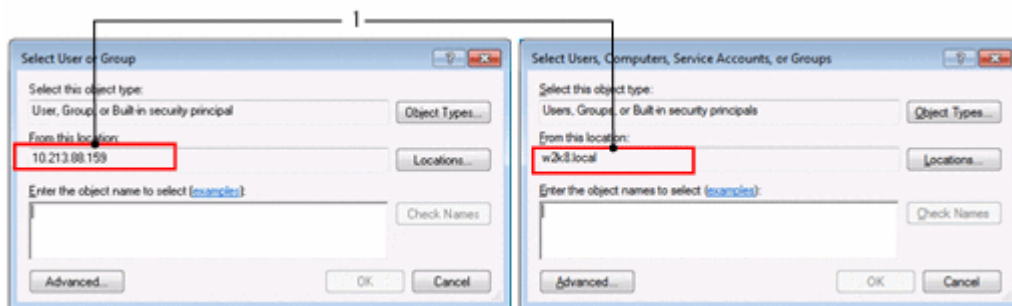 1
Select User or Group
Select this object type:
User, Group, or Built-in security principal
Object Types...
From this location:
10.213.88.159
Locations...
Enter the object name to select (examples):
Check Names
Advanced...
OK
Cancel
Select Users, Computers, Service Accounts, or Groups
Select this object type:
Users, Groups, or Built-in security principals
Object Types...
From this location:
w2k8.local
Locations...
Enter the object names to select (examples):
Check Names
Advanced...
OK
Cancel